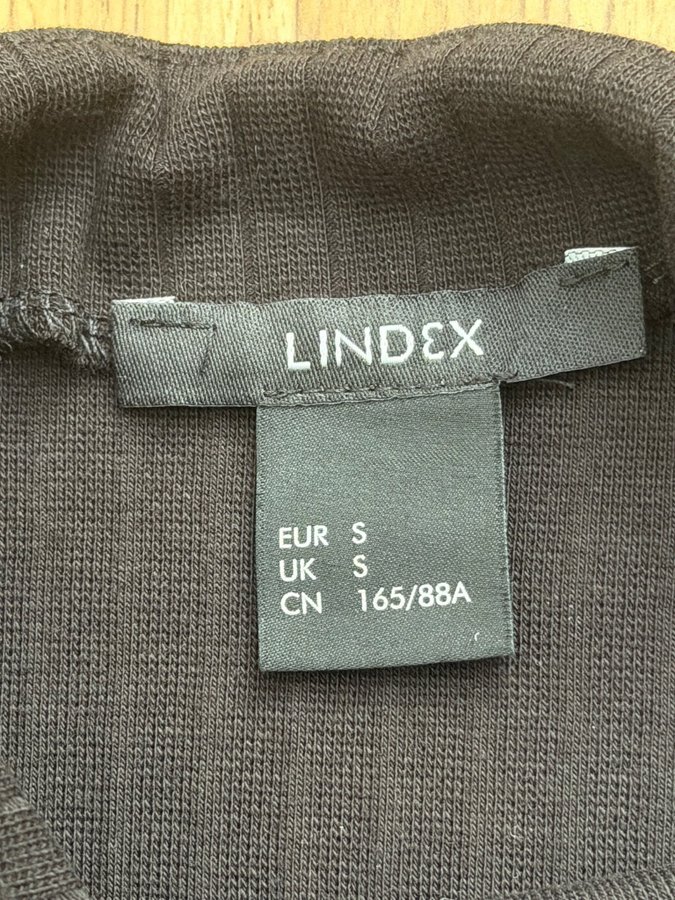 LINDEX
EUR S
UK S
CN 165/88A